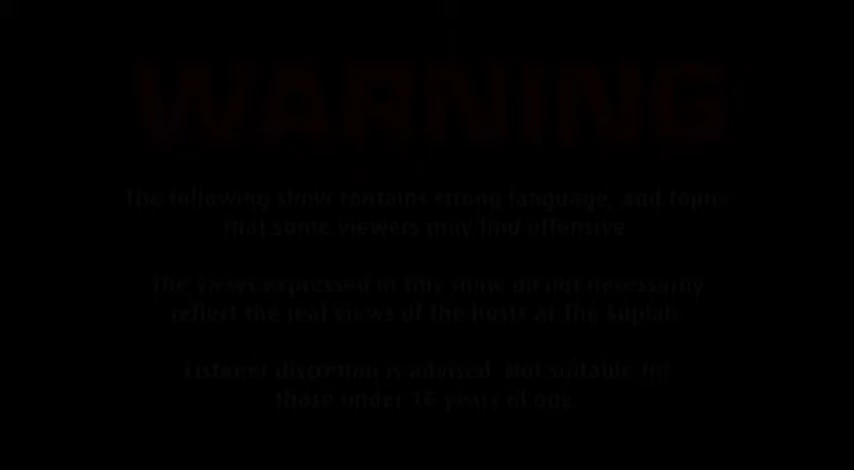 WARNING
The following show contains strong language, and topics
that some viewers may find offensive
The views expressed in this show do not necessarily
reflect the real views of the hosts at The
Listener discretion is advised. Not suitable for
those under 16 years of age.